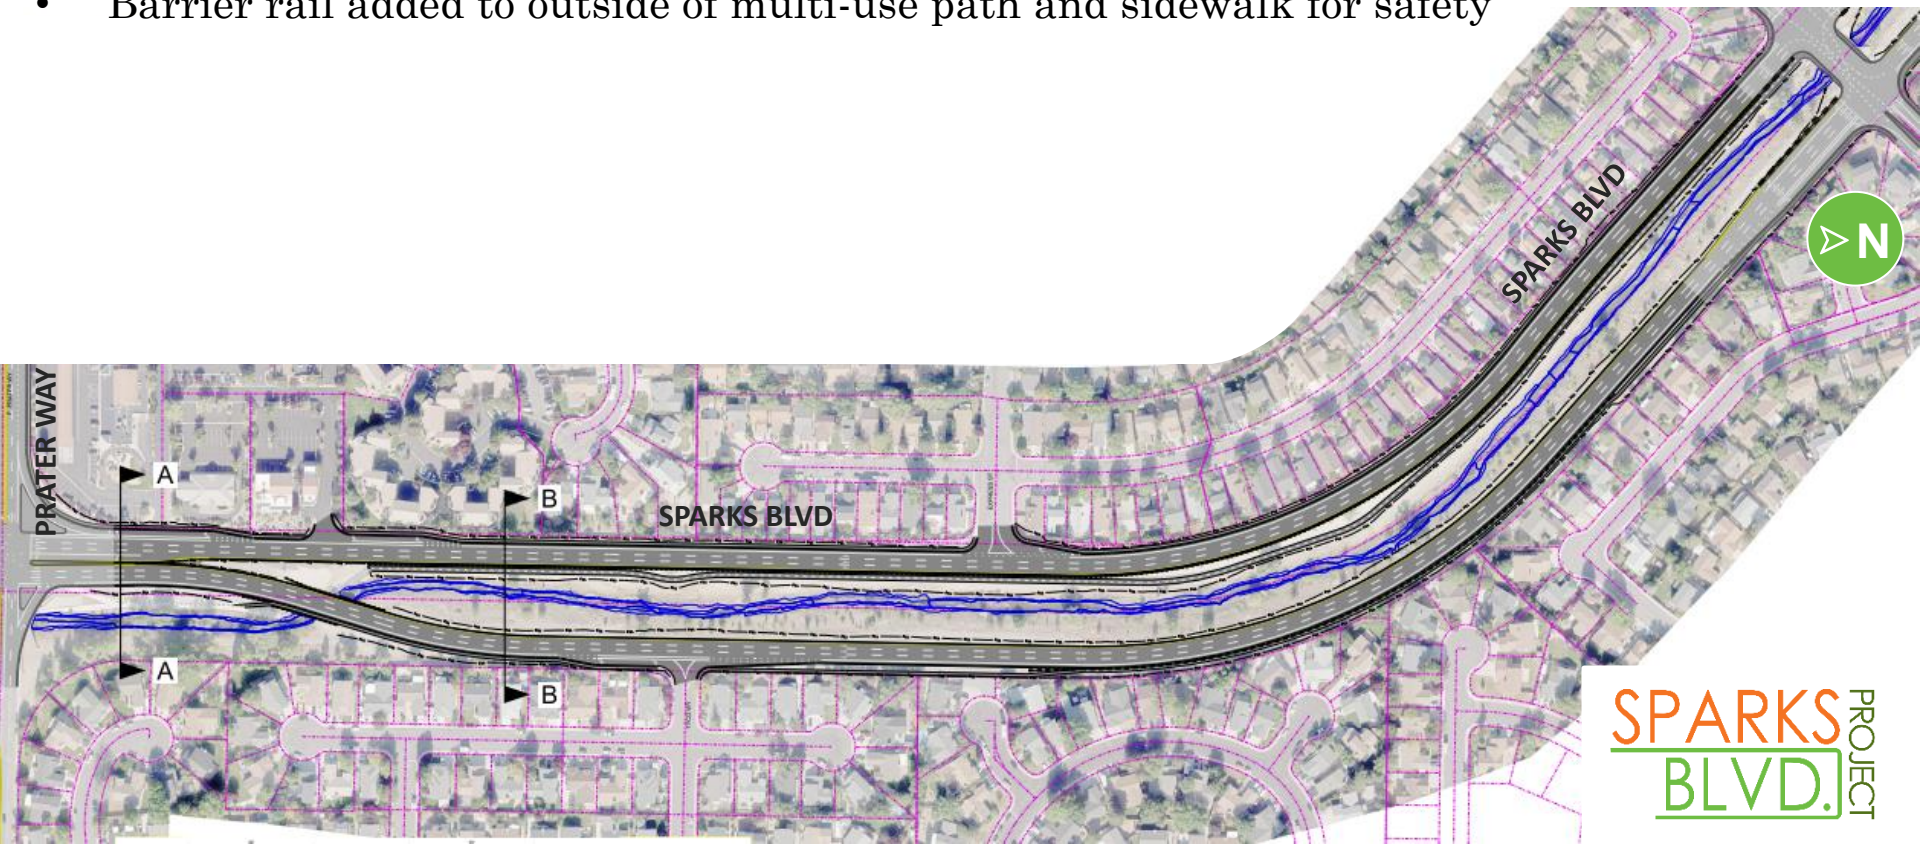 • Barrier rail added to outside of multi-use path and sidewalk for safety
SPARKS BLVD
N
PRATER WAY
A
B
SPARKS BLVD
A
B
SPARKS
BLVD.
PROJECT